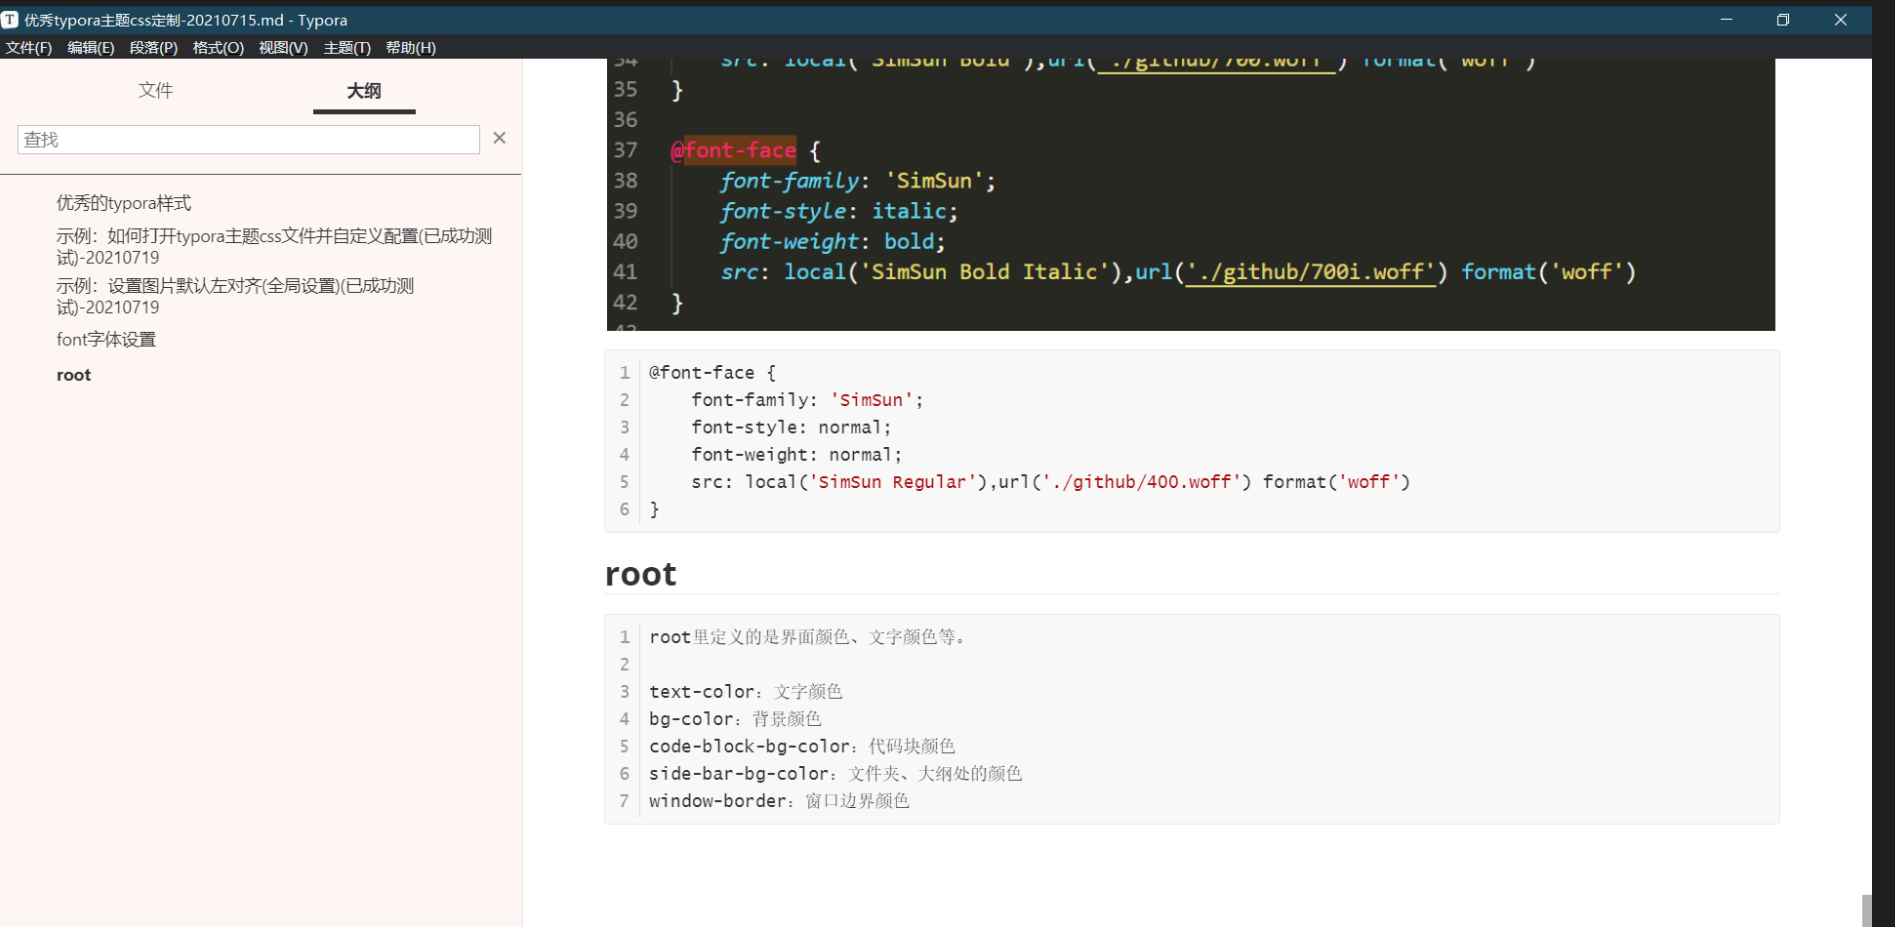 优秀typora主题css定制-20210715.md - Typora
文件(F) 编辑(E) 段落(P) 格式(O) 视图(V) 主题(T) 帮助(H)
文件 大纲
查找
优秀的typora样式
示例：如何打开typora主题css文件并自定义配置(已成功测
试)-20210719
示例：设置图片默认左对齐(全局设置)(已成功测
试)-20210719
font字体设置
root
34 src: local('SimSun Bold'),url('./github/700.woff') format('woff')
35 }
36
37 @font-face {
38 font-family: 'SimSun';
39 font-style: italic;
40 font-weight: bold;
41 src: local('SimSun Bold Italic'),url('./github/700i.woff') format('woff')
42 }
43
1 @font-face {
2 font-family: 'SimSun';
3 font-style: normal;
4 font-weight: normal;
5 src: local('SimSun Regular'),url('./github/400.woff') format('woff')
6 }
root
1 root里定义的是界面颜色、文字颜色等。
2
3 text-color：文字颜色
4 bg-color：背景颜色
5 code-block-bg-color：代码块颜色
6 side-bar-bg-color：文件夹、大纲处的颜色
7 window-border：窗口边界颜色